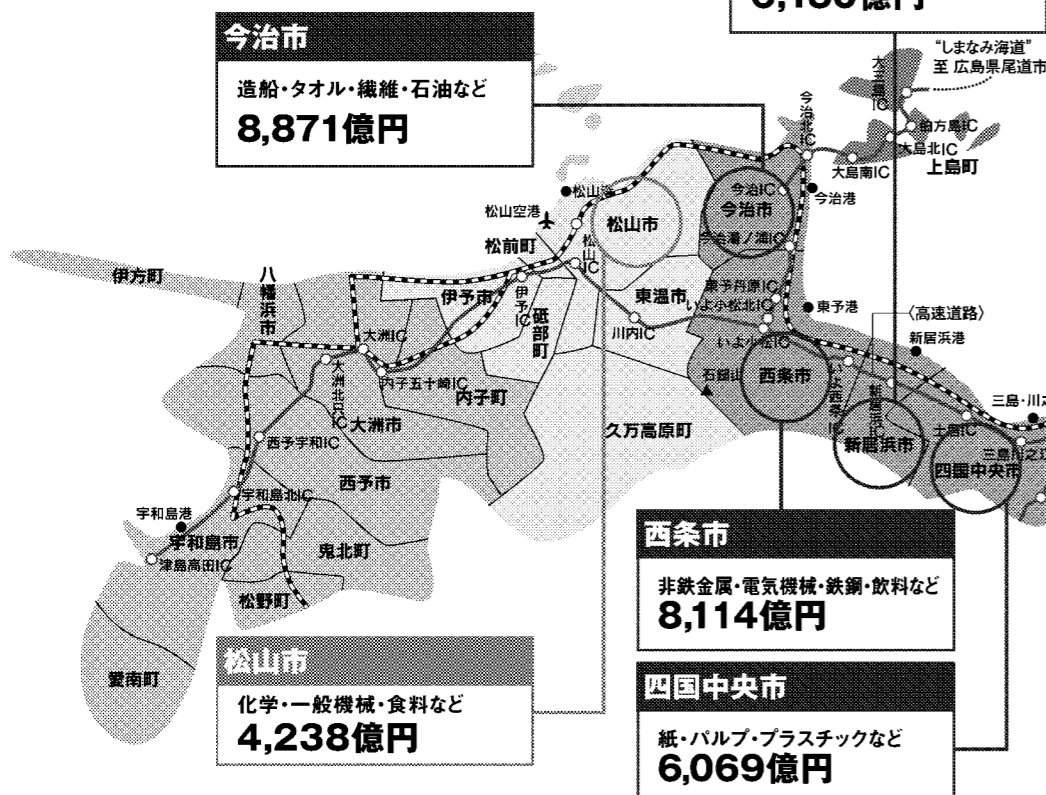 今治市
造船・タオル・繊維・石油など
8,871億円
“しまなみ海道”
至 広島県尾道市
大三島IC
伯方島IC
大島北IC
上島町
大島南IC
今治北IC
今治港
今治IC
今治市
今治湯ノ浦IC
松山港
松山空港
松山市
松前町
松山IC
伊予市
伊予IC
砥部町
東温市
川内IC
東予丹原IC
いよ小松北IC
いよ小松IC
東予港
〈高速道路〉
新居浜港
伊方町
八幡浜市
大洲IC
大洲北只IC
内子五十崎IC
内子町
大洲市
石鎚山
西条市
いよ西条IC
新居浜IC
新居浜市
土居IC
四国中央市
久万高原町
西予宇和IC
西予市
宇和島北IC
宇和島港
宇和島市
津島高田IC
鬼北町
松野町
愛南町
西条市
非鉄金属・電気機械・鉄鋼・飲料など
8,114億円
松山市
化学・一般機械・食料など
4,238億円
四国中央市
紙・パルプ・プラスチックなど
6,069億円